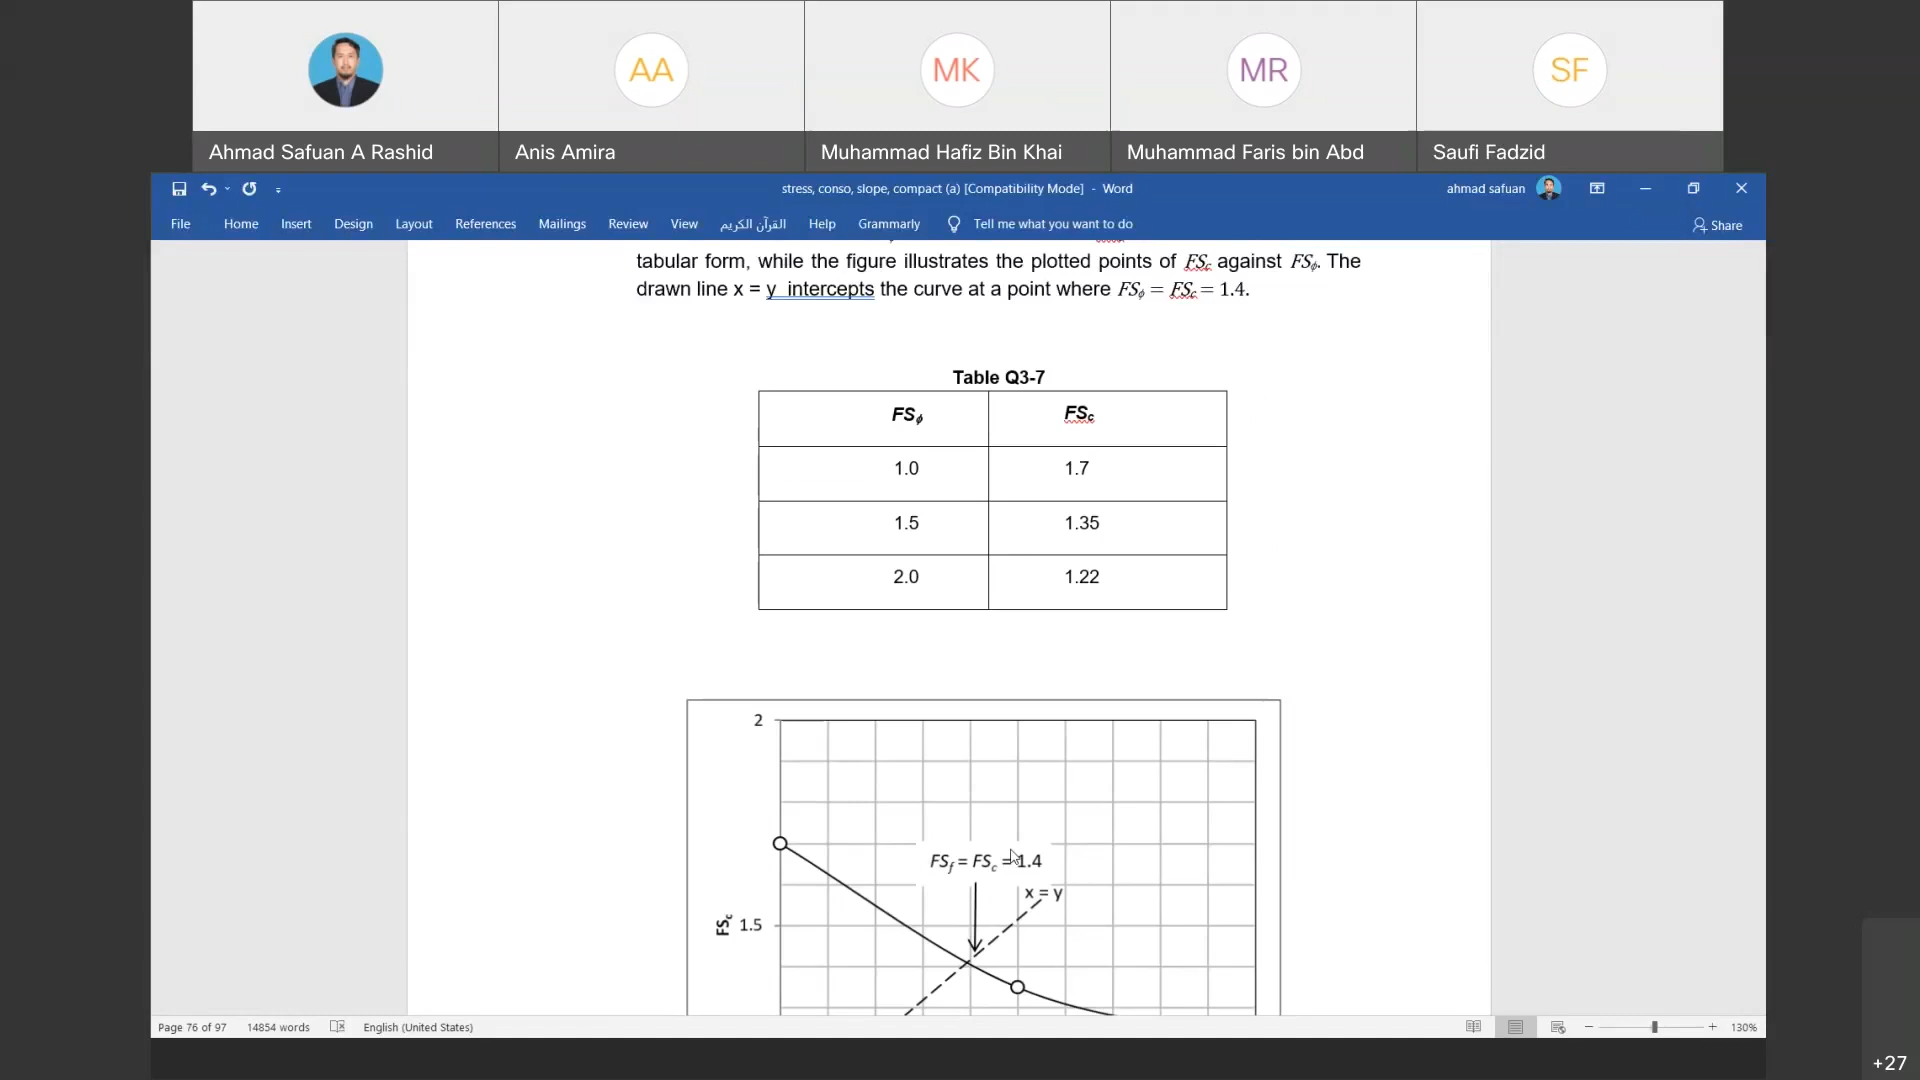 AA
MK
MR
SF
Ahmad Safuan A Rashid
Anis Amira
Muhammad Hafiz Bin Khai
Muhammad Faris bin Abd
Saufi Fadzid
stress, conso, slope, compact (a) [Compatibility Mode] - Word
ahmad safuan
File Home Insert Design Layout References Mailings Review View القرآن الكريم Help Grammarly Tell me what you want to do Share
tabular form, while the figure illustrates the plotted points of FSc against FSϕ. The
drawn line x = y intercepts the curve at a point where FSϕ = FSc = 1.4.
Table Q3-7
FSϕ FSc
1.0 1.7
1.5 1.35
2.0 1.22
2
FSf = FSc = 1.4
x = y
FSc 1.5
Page 76 of 97 14854 words English (United States) 130%
+27